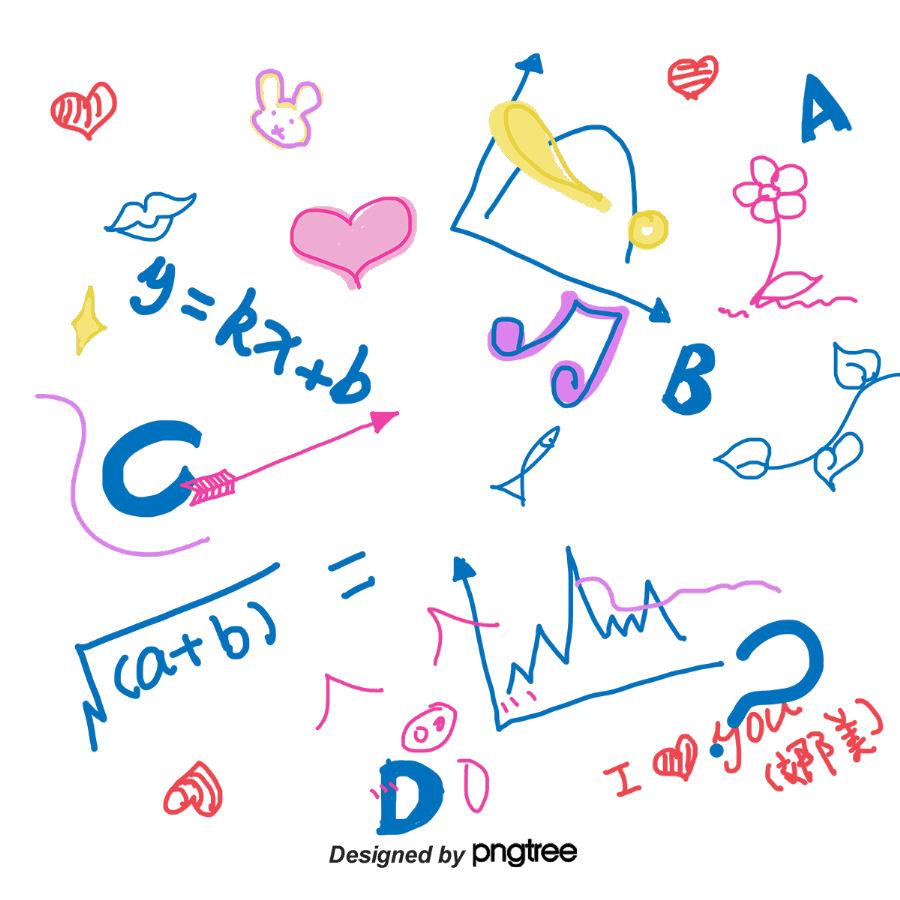 A
y=kx+b
B
C
√(a+b) =
?
I ❤ you
(娜美)
D
Designed by pngtree